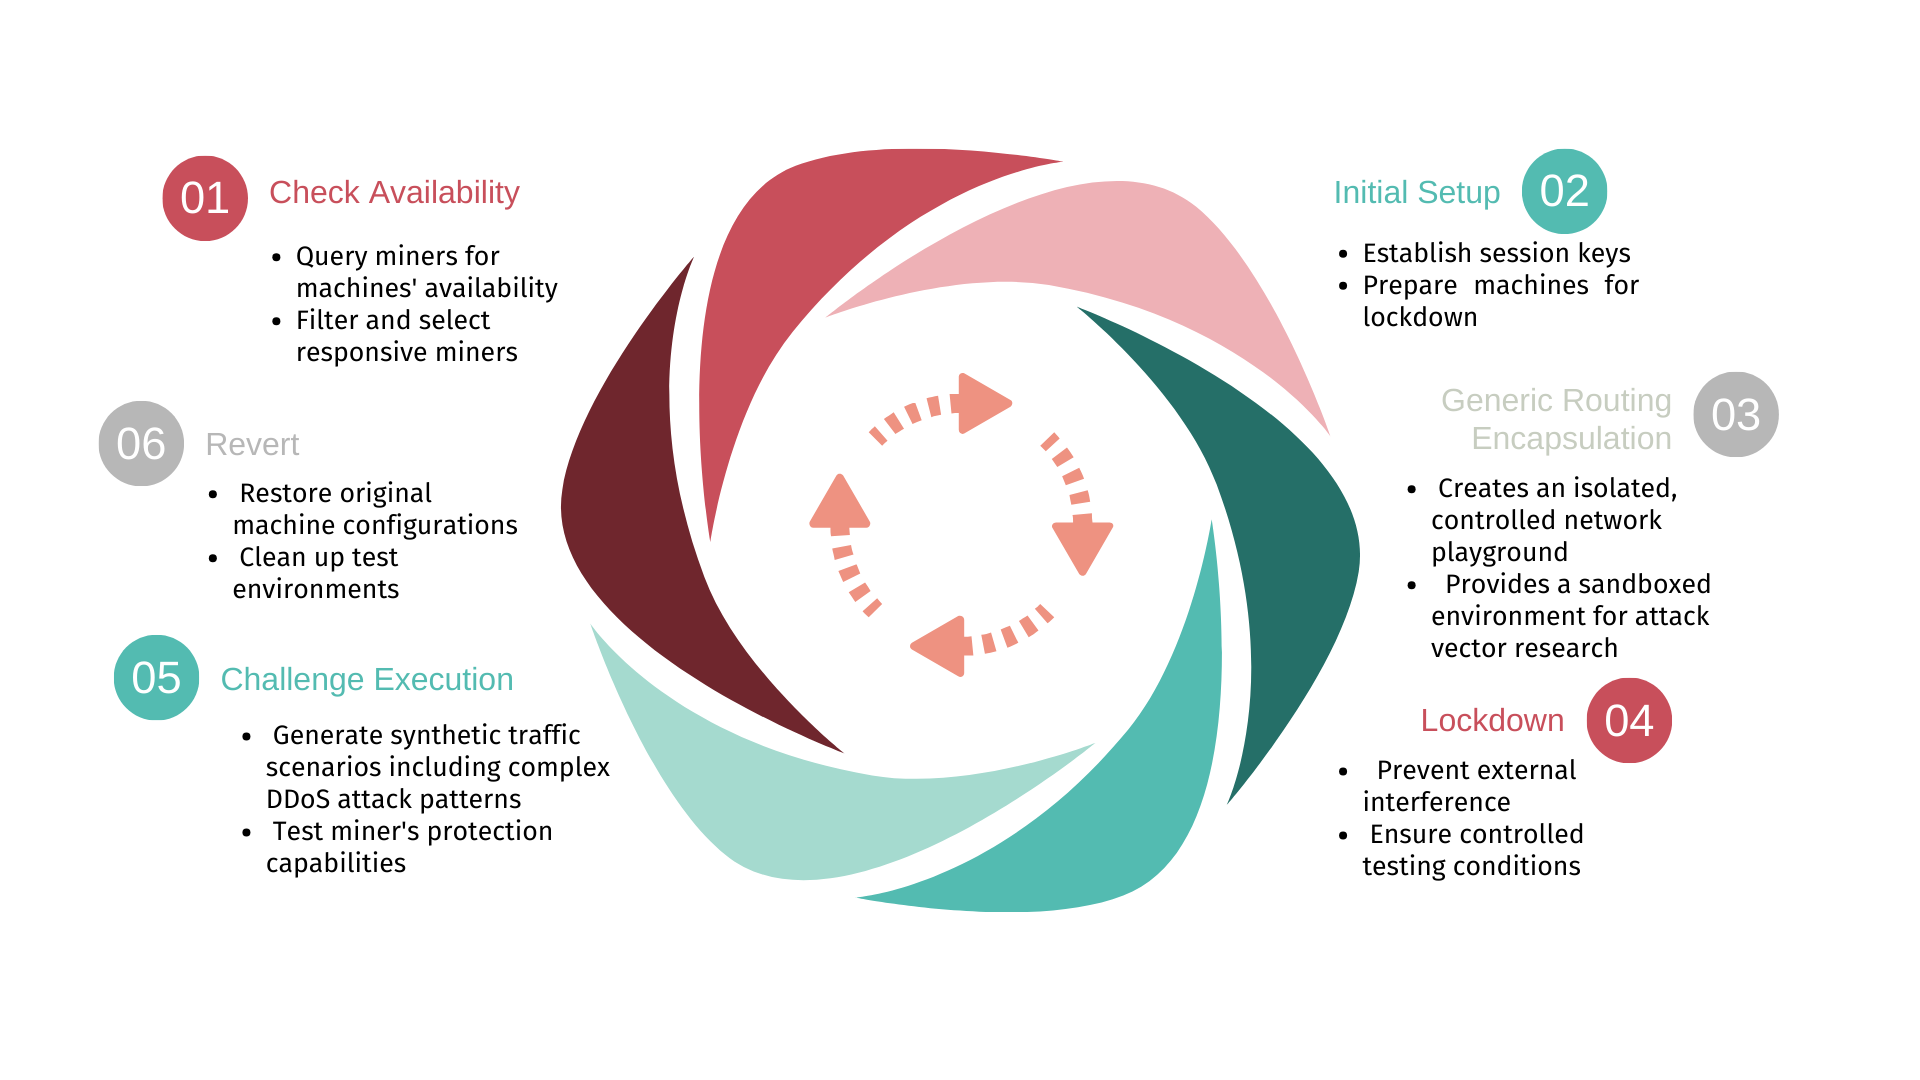 01
Check Availability
• Query miners for
machines' availability
• Filter and select
responsive miners
02
Initial Setup
• Establish session keys
• Prepare machines for
lockdown
03
Generic Routing
Encapsulation
• Creates an isolated,
controlled network
playground
• Provides a sandboxed
environment for attack
vector research
04
Lockdown
• Prevent external
interference
• Ensure controlled
testing conditions
05
Challenge Execution
• Generate synthetic traffic
scenarios including complex
DDoS attack patterns
• Test miner's protection
capabilities
06
Revert
• Restore original
machine configurations
• Clean up test
environments